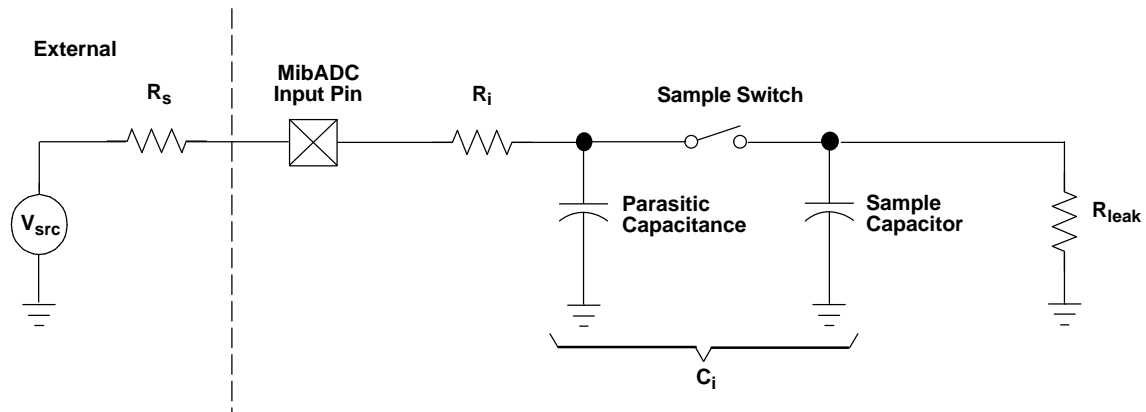 External
MibADC
Input Pin
Rs
Ri
Sample Switch
Vsrc
Parasitic
Capacitance
Sample
Capacitor
Rleak
Ci